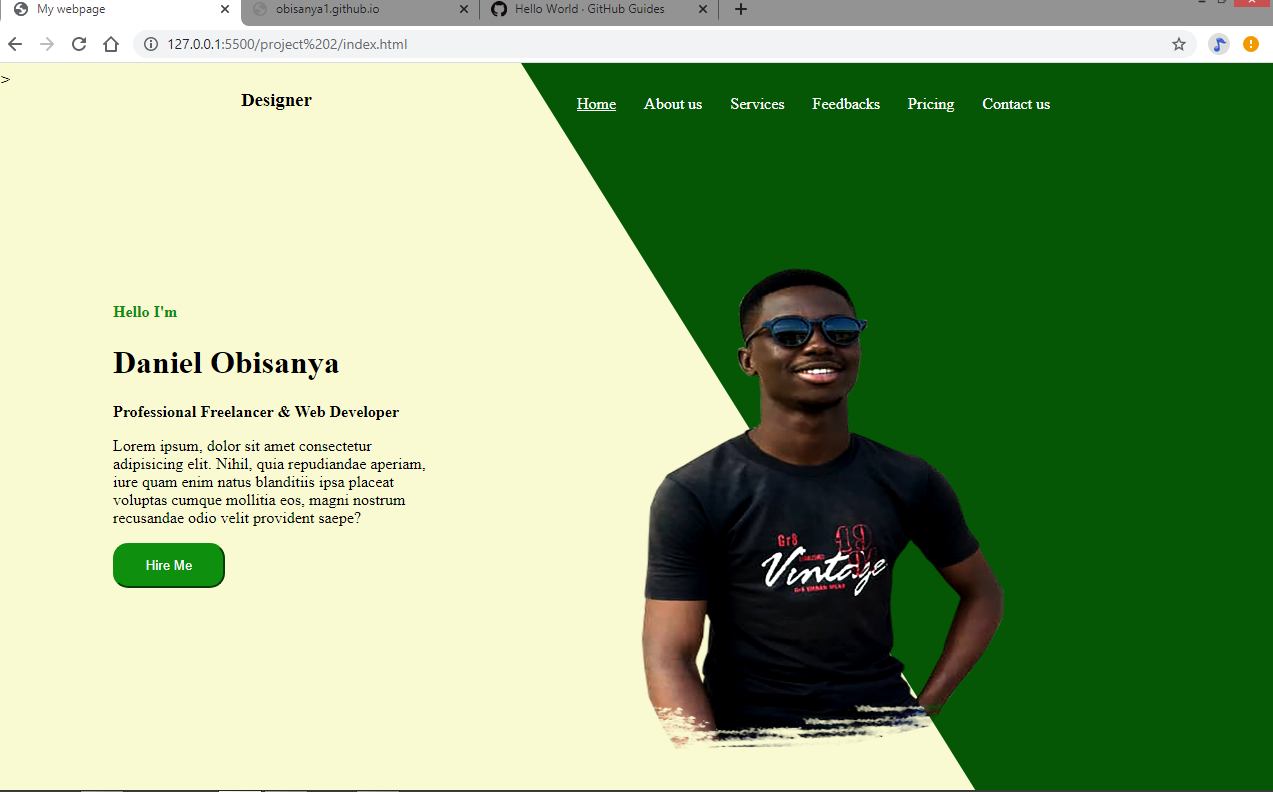 My webpage
obisanya1.github.io
Hello World · GitHub Guides
127.0.0.1:5500/project%202/index.html
>
Designer
Home About us Services Feedbacks Pricing Contact us
Hello I'm
Daniel Obisanya
Professional Freelancer & Web Developer
Lorem ipsum, dolor sit amet consectetur
adipisicing elit. Nihil, quia repudiandae aperiam,
iure quam enim natus blanditiis ipsa placeat
voluptas cumque mollitia eos, magni nostrum
recusandae odio velit provident saepe?
Hire Me
Gr8
Vintage